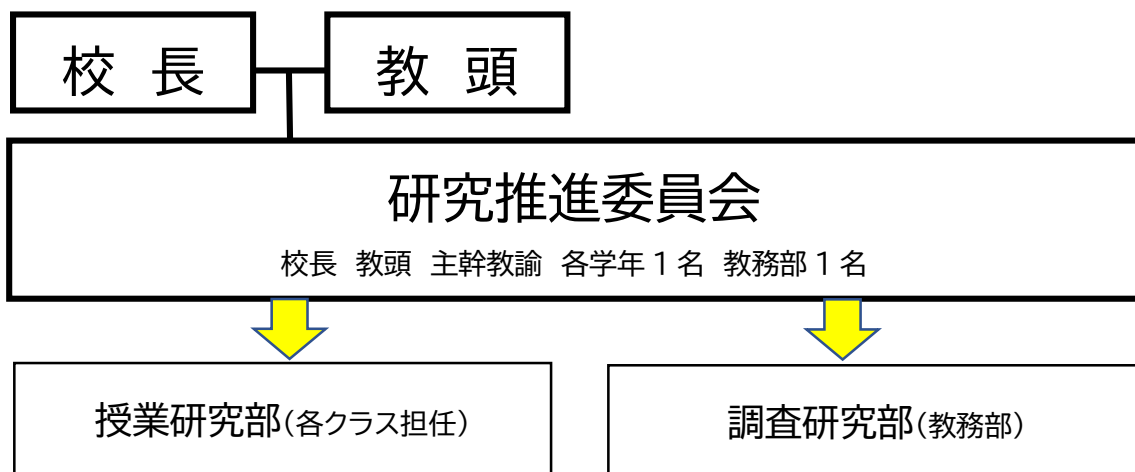 校 長
教 頭
研究推進委員会
校長 教頭 主幹教諭 各学年1名 教務部1名
授業研究部(各クラス担任)
調査研究部(教務部)